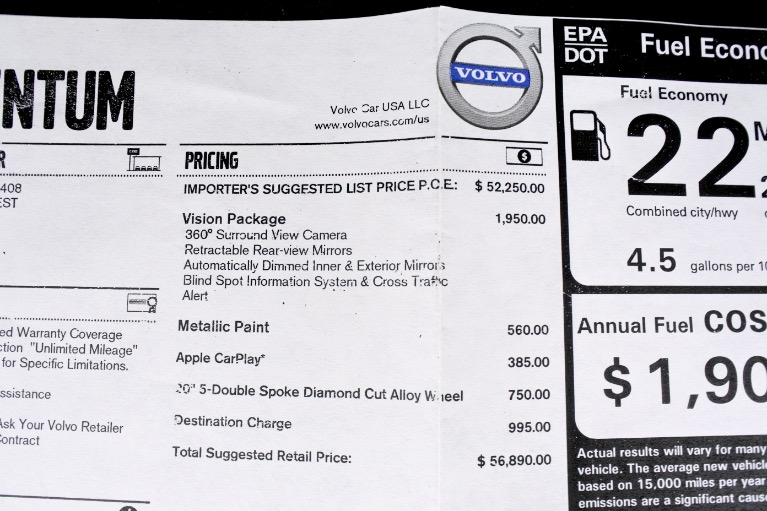 NTUM
Volvo Car USA LLC
www.volvocars.com/us
VOLVO
R
408
EST
PRICING
$
IMPORTER'S SUGGESTED LIST PRICE P.O.E.: $ 52,250.00
Vision Package 1,950.00
360° Surround View Camera
Retractable Rear-view Mirrors
Automatically Dimmed Inner & Exterior Mirrors
Blind Spot Information System & Cross Traffic
Alert
Metallic Paint 560.00
Apple CarPlay* 385.00
20" 5-Double Spoke Diamond Cut Alloy Wheel 750.00
Destination Charge 995.00
Total Suggested Retail Price: $ 56,890.00
ed Warranty Coverage
ction "Unlimited Mileage"
for Specific Limitations.
ssistance
Ask Your Volvo Retailer
Contract
EPA
DOT
Fuel Econo
Fuel Economy
22 M
Combined city/hwy
4.5 gallons per 10
Annual Fuel COS
$ 1,90
Actual results will vary for many
vehicle. The average new vehicle
based on 15,000 miles per year
emissions are a significant cause